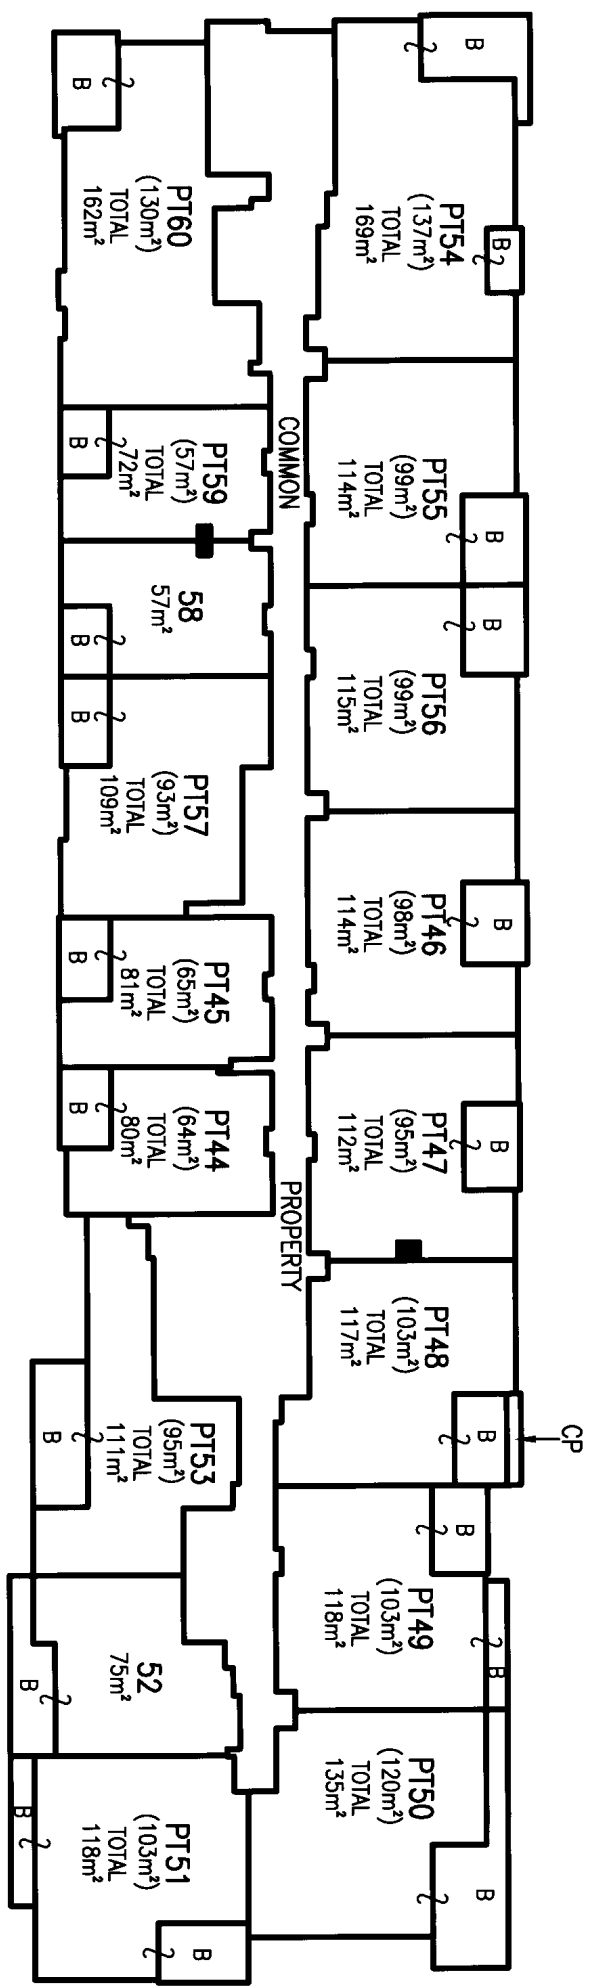 CP
B
B
PT54
(137m²)
TOTAL
169m²
B
PT55
(99m²)
TOTAL
114m²
B
PT56
(99m²)
TOTAL
115m²
B
PT46
(98m²)
TOTAL
114m²
B
PT47
(95m²)
TOTAL
112m²
B
PT48
(103m²)
TOTAL
117m²
B
B
PT49
(103m²)
TOTAL
118m²
B
PT50
(120m²)
TOTAL
135m²
COMMON PROPERTY
PT60
(130m²)
TOTAL
162m²
B
PT59
(57m²)
TOTAL
72m²
B
58
57m²
B
PT57
(93m²)
TOTAL
109m²
B
PT45
(65m²)
TOTAL
81m²
B
PT44
(64m²)
TOTAL
80m²
B
PT53
(95m²)
TOTAL
111m²
B
52
75m²
B
PT51
(103m²)
TOTAL
118m²
B
B